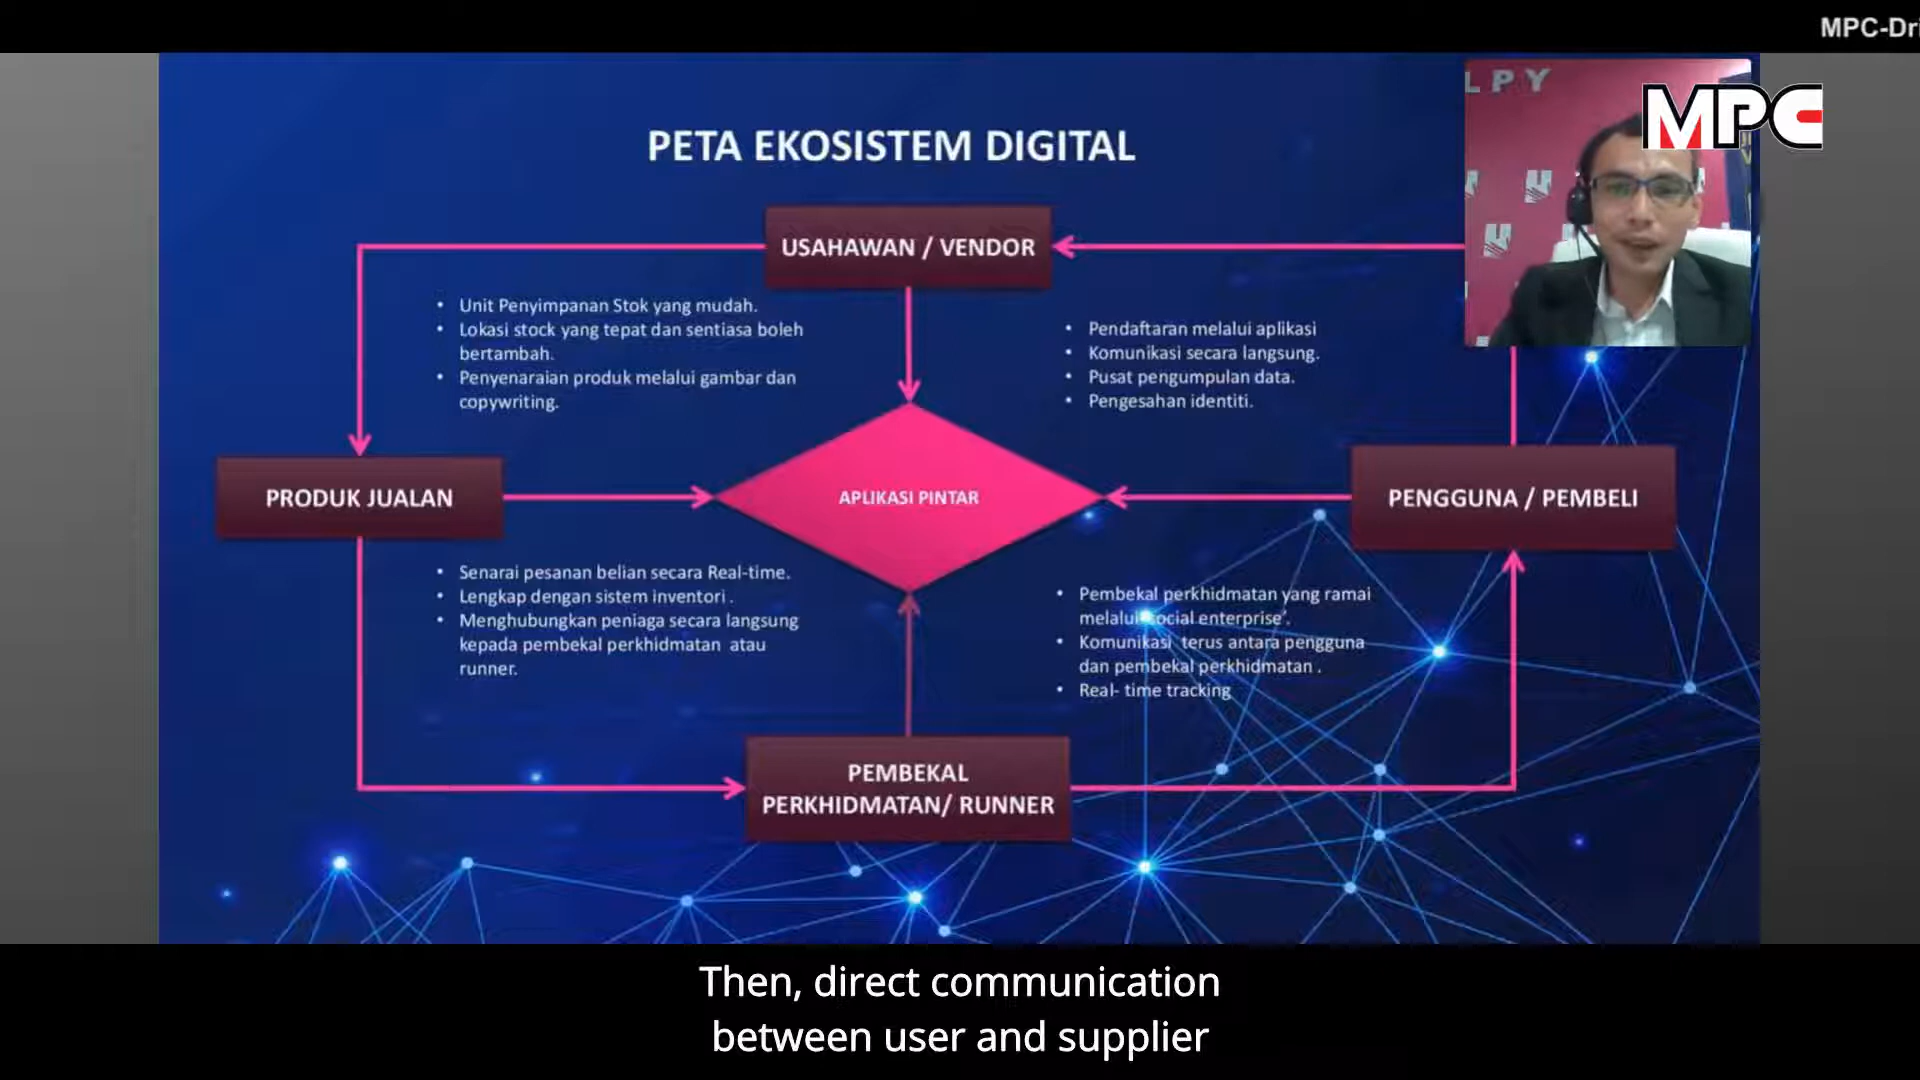 MPC-Dri
LPY
MPC
PETA EKOSISTEM DIGITAL
USAHAWAN / VENDOR
• Unit Penyimpanan Stok yang mudah.
• Lokasi stock yang tepat dan sentiasa boleh
bertambah.
• Penyenaraian produk melalui gambar dan
copywriting.
• Pendaftaran melalui aplikasi
• Komunikasi secara langsung.
• Pusat pengumpulan data.
• Pengesahan identiti.
PRODUK JUALAN
APLIKASI PINTAR
PENGGUNA / PEMBELI
• Senarai pesanan belian secara Real-time.
• Lengkap dengan sistem inventori .
• Menghubungkan peniaga secara langsung
kepada pembekal perkhidmatan atau
runner.
• Pembekal perkhidmatan yang ramai
melalui 'social enterprise'.
• Komunikasi terus antara pengguna
dan pembekal perkhidmatan .
• Real- time tracking
PEMBEKAL
PERKHIDMATAN/ RUNNER
Then, direct communication
between user and supplier